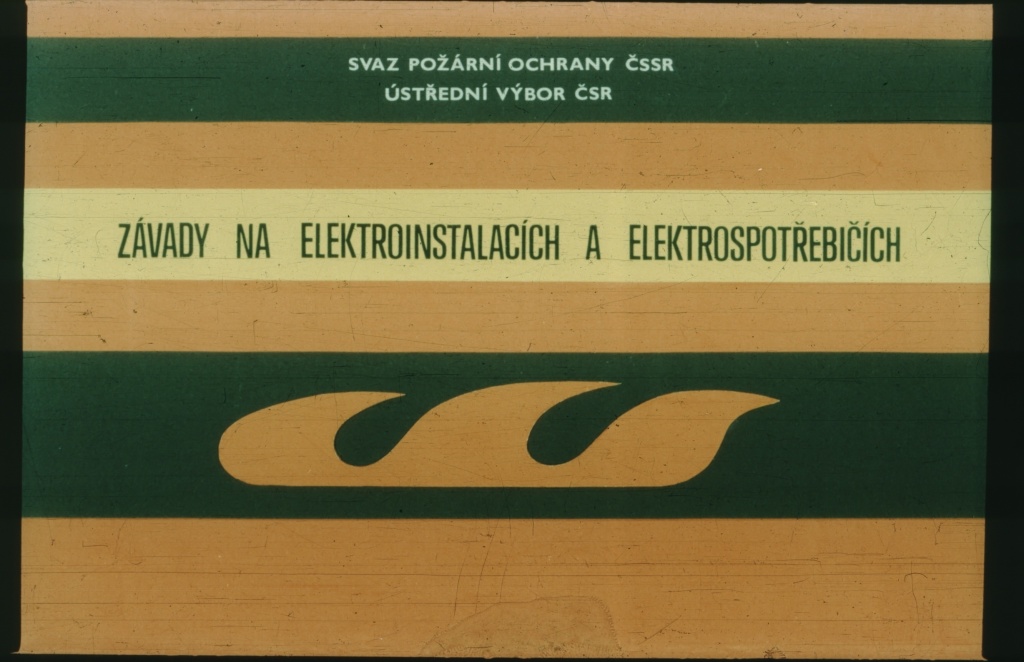 SVAZ POŽÁRNÍ OCHRANY ČSSR
ÚSTŘEDNÍ VÝBOR ČSR
ZÁVADY NA ELEKTROINSTALACÍCH A ELEKTROSPOTŘEBIČÍCH